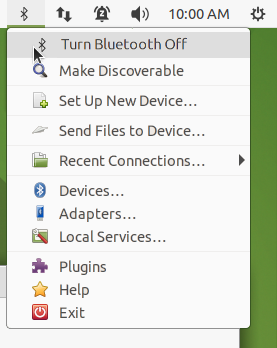 10:00 AM
Turn Bluetooth Off
Make Discoverable
Set Up New Device…
Send Files to Device…
Recent Connections…
Devices…
Adapters…
Local Services…
Plugins
Help
Exit